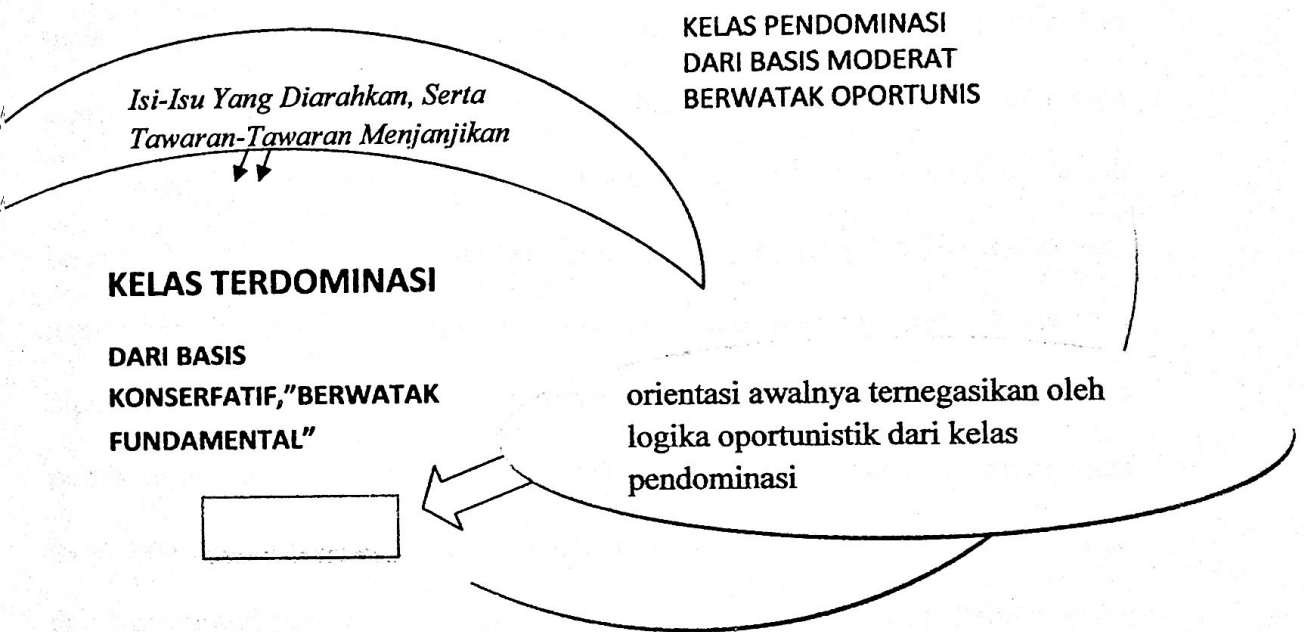 KELAS PENDOMINASI
DARI BASIS MODERAT
BERWATAK OPORTUNIS
Isi-Isu Yang Diarahkan, Serta
Tawaran-Tawaran Menjanjikan
KELAS TERDOMINASI
DARI BASIS
KONSERFATIF,"BERWATAK
FUNDAMENTAL"
orientasi awalnya ternegasikan oleh
logika oportunistik dari kelas
pendominasi